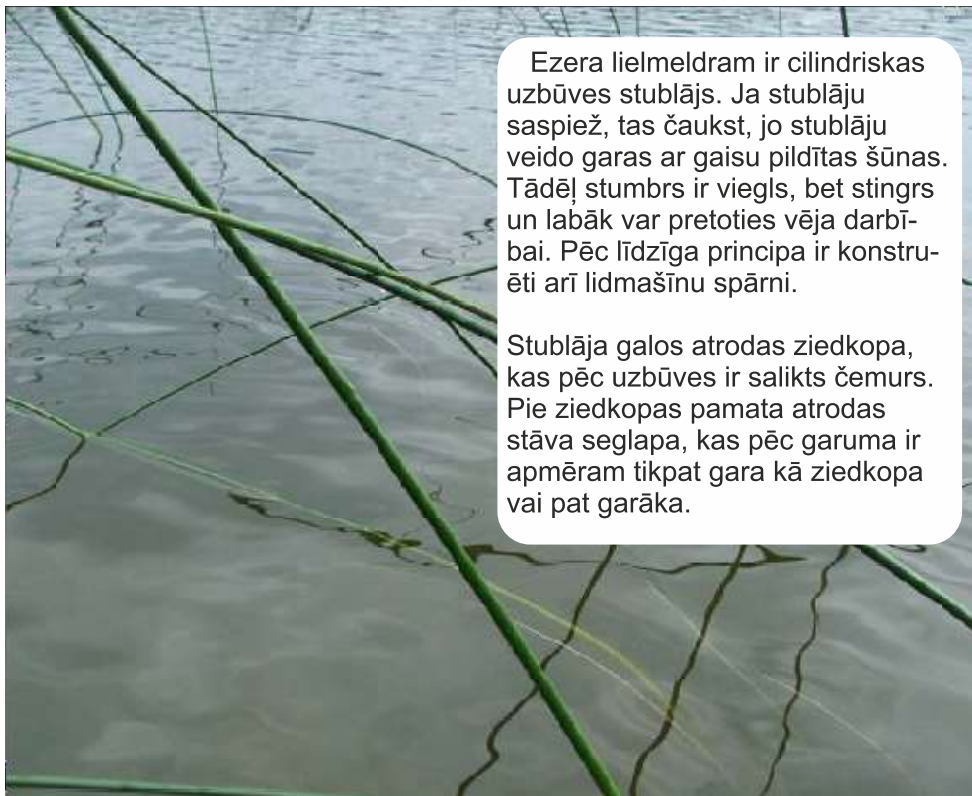 Ezera lielmeldram ir cilindriskas
uzbūves stublājs. Ja stublāju
saspiež, tas čaukst, jo stublāju
veido garas ar gaisu pildītas šūnas.
Tādēļ stumbrs ir viegls, bet stingrs
un labāk var pretoties vēja darbī-
bai. Pēc līdzīga principa ir konstru-
ēti arī lidmašīnu spārni.
Stublāja galos atrodas ziedkopa,
kas pēc uzbūves ir salikts čemurs.
Pie ziedkopas pamata atrodas
stāva seglapa, kas pēc garuma ir
apmēram tikpat gara kā ziedkopa
vai pat garāka.